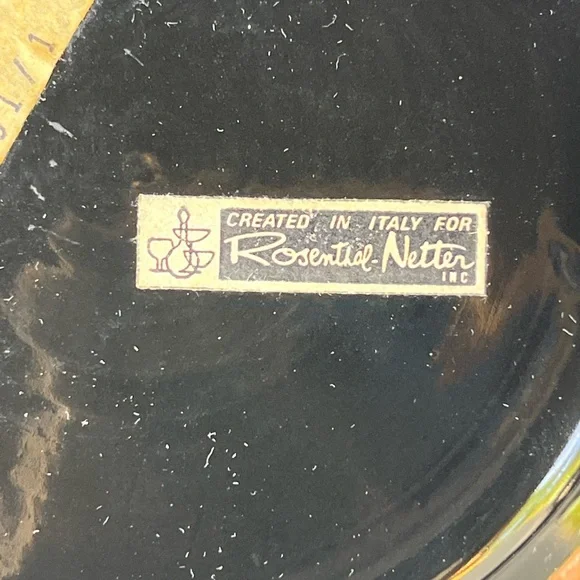 CREATED IN ITALY FOR
Rosenthal-Netter
INC